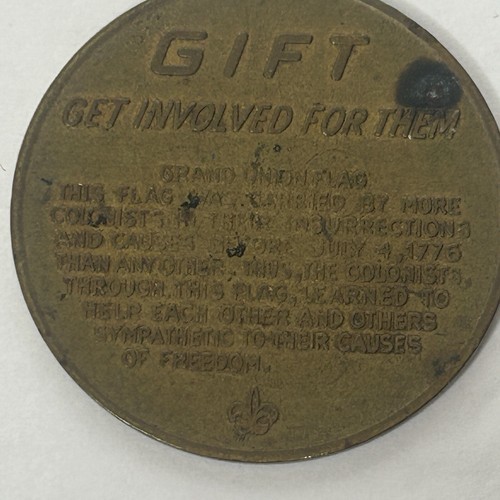 GIFT
GET INVOLVED FOR THEM
GRAND UNION FLAG
THIS FLAG WAS CARRIED BY MORE
COLONISTS IN THEIR INSURRECTIONS
AND CAUSES BEFORE JULY 4, 1776
THAN ANY OTHER. THUS, THE COLONISTS,
THROUGH THIS FLAG, LEARNED TO
HELP EACH OTHER AND OTHERS
SYMPATHETIC TO THEIR CAUSES
OF FREEDOM.